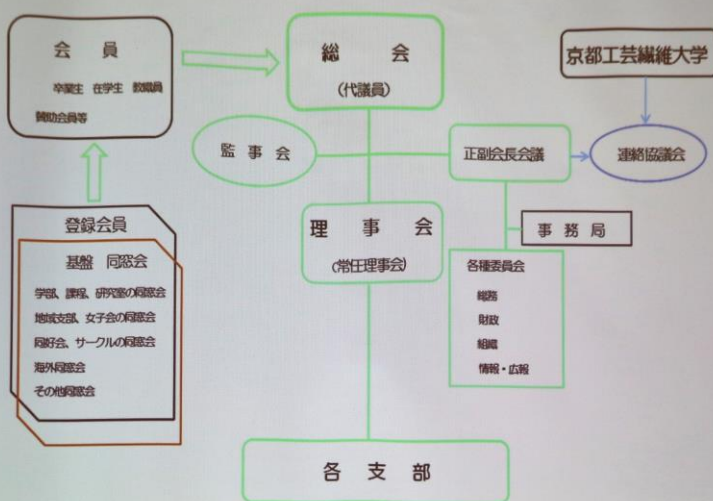 会員
卒業生 在学生 教職員
賛助会員等
総会
(代議員)
京都工芸繊維大学
監事会
正副会長会議
連絡協議会
登録会員
基盤 同窓会
学部、課程、研究室の同窓会
地域支部、女子会の同窓会
同好会、サークルの同窓会
海外同窓会
その他同窓会
理事会
(常任理事会)
事務局
各種委員会
総務
財政
組織
情報・広報
各支部